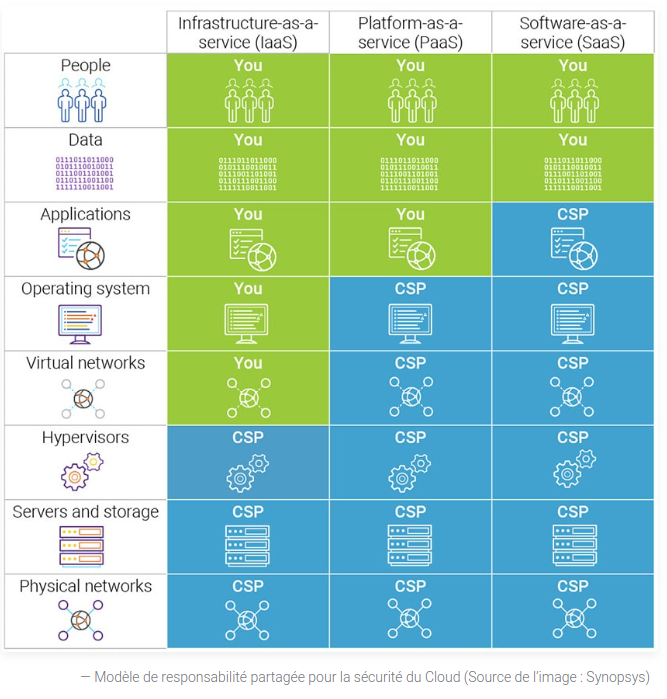 Infrastructure-as-a-
service (IaaS)
Platform-as-a-
service (PaaS)
Software-as-a-
service (SaaS)
People
You
You
You
Data
0111011011000
0101110010011
0111001101001
0110111001100
1111110011001
You
0111011011000
0101110010011
0111001101001
0110111001100
1111110011001
You
0111011011000
0101110010011
0111001101001
0110111001100
1111110011001
You
0111011011000
0101110010011
0111001101001
0110111001100
1111110011001
Applications
You
You
CSP
Operating system
You
CSP
CSP
Virtual networks
You
CSP
CSP
Hypervisors
CSP
CSP
CSP
Servers and storage
CSP
CSP
CSP
Physical networks
CSP
CSP
CSP
— Modèle de responsabilité partagée pour la sécurité du Cloud (Source de l'image : Synopsys)